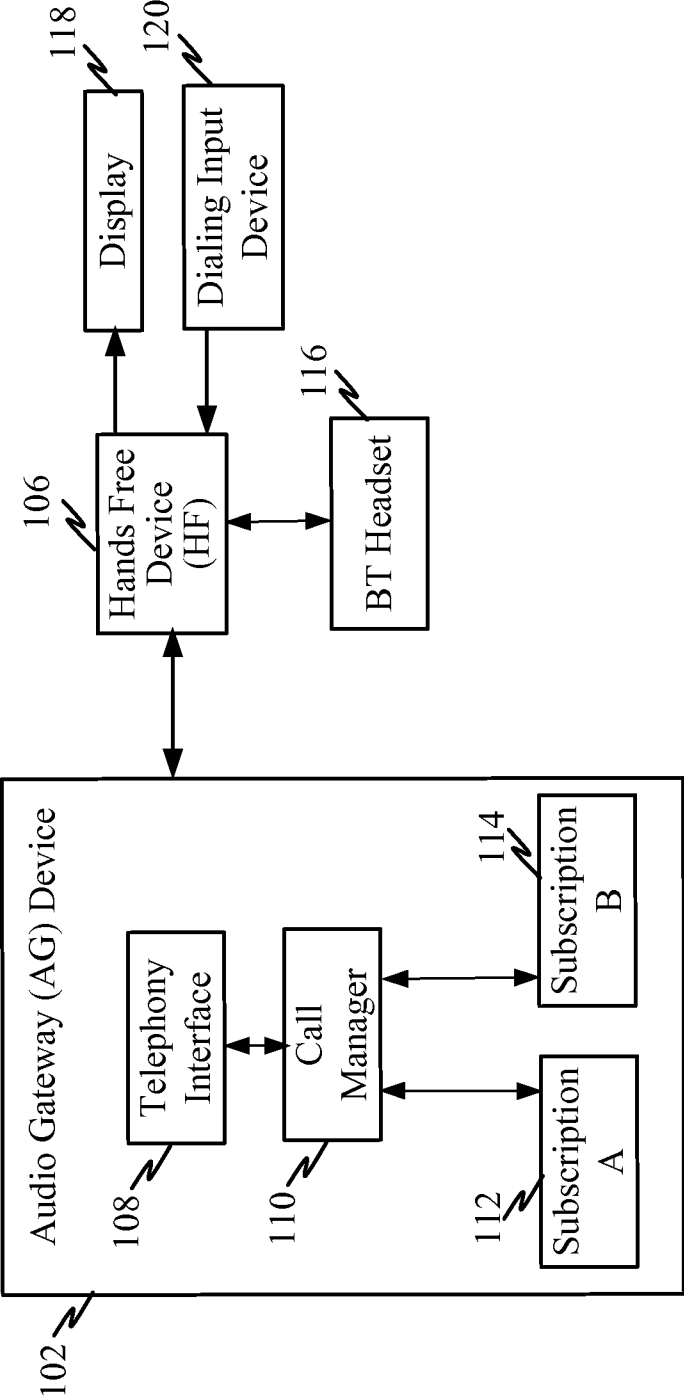 102
Audio Gateway (AG) Device
108
Telephony
Interface
110
Call
Manager
112
Subscription
A
114
Subscription
B
106
Hands Free
Device
(HF)
116
BT Headset
118
Display
120
Dialing Input
Device